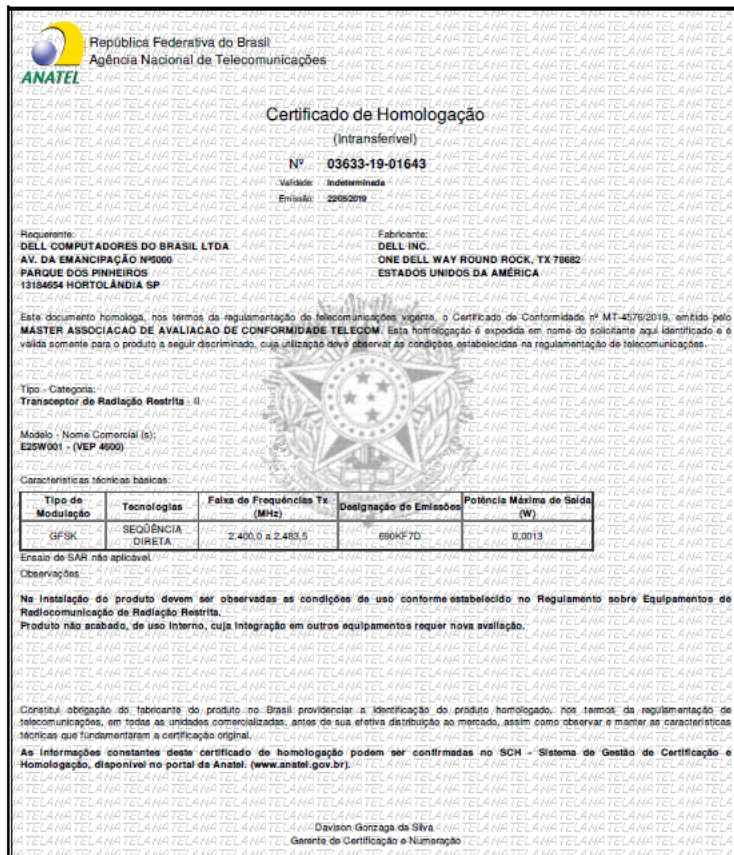 República Federativa do Brasil
Agência Nacional de Telecomunicações
ANATEL
Certificado de Homologação
(Intransferível)
Nº 03633-19-01643
Validade: Indeterminada
Emissão: 22/05/2019
Requerente:
DELL COMPUTADORES DO BRASIL LTDA
AV. DA EMANCIPAÇÃO Nº5000
PARQUE DOS PINHEIROS
13184654 HORTOLÂNDIA SP
Fabricante:
DELL INC.
ONE DELL WAY ROUND ROCK, TX 78682
ESTADOS UNIDOS DA AMÉRICA
Este documento homologa, nos termos da regulamentação de telecomunicações vigente, o Certificado de Conformidade nº MT-4576/2019, emitido pelo
MASTER ASSOCIACAO DE AVALIACAO DE CONFORMIDADE TELECOM. Esta homologação é expedida em nome do solicitante aqui identificado e é
válida somente para o produto a seguir discriminado, cuja utilização deve observar as condições estabelecidas na regulamentação de telecomunicações.
Tipo - Categoria:
Transceptor de Radiação Restrita - II
Modelo - Nome Comercial (s):
E25W001 - (VEP 4600)
Características técnicas básicas:
Tipo de Modulação Tecnologias Faixa de Frequências Tx (MHz) Designação de Emissões Potência Máxima de Saída (W)
GFSK SEQÜÊNCIA DIRETA 2.400,0 a 2.483,5 690KF7D 0,0013
Ensaio de SAR não aplicável.
Observações
Na instalação do produto devem ser observadas as condições de uso conforme estabelecido no Regulamento sobre Equipamentos de
Radiocomunicação de Radiação Restrita.
Produto não acabado, de uso interno, cuja integração em outros equipamentos requer nova avaliação.
Constitui obrigação do fabricante do produto no Brasil providenciar a identificação do produto homologado, nos termos da regulamentação de
telecomunicações, em todas as unidades comercializadas, antes de sua efetiva distribuição ao mercado, assim como observar e manter as características
técnicas que fundamentaram a certificação original.
As informações constantes deste certificado de homologação podem ser confirmadas no SCH - Sistema de Gestão de Certificação e
Homologação, disponível no portal da Anatel. (www.anatel.gov.br).
Davison Gonzaga da Silva
Gerente de Certificação e Numeração